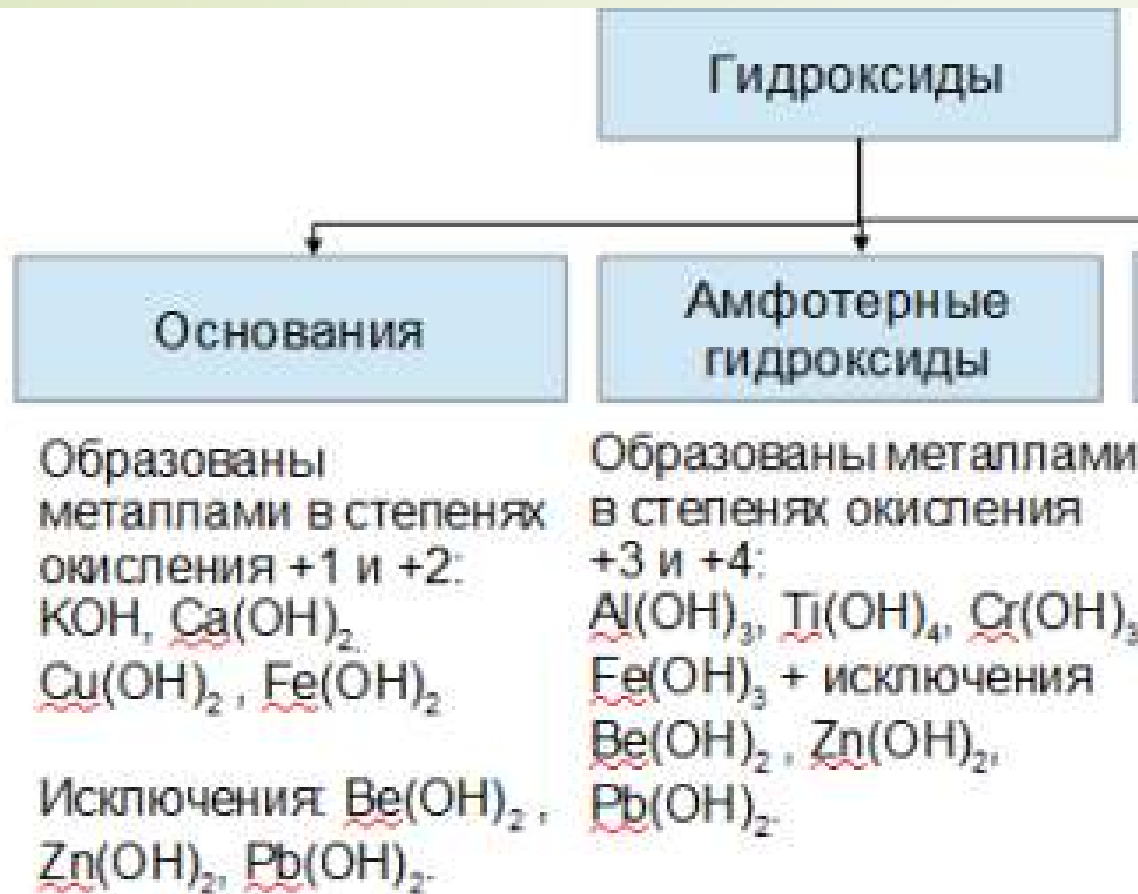 Гидроксиды
Основания
Амфотерные
гидроксиды
Образованы
металлами в степенях
окисления +1 и +2:
KOH, Ca(OH)₂,
Cu(OH)₂ , Fe(OH)₂
Исключения: Be(OH)₂ ,
Zn(OH)₂, Pb(OH)₂.
Образованы металлами
в степенях окисления
+3 и +4:
Al(OH)₃, Ti(OH)₄, Cr(OH)₃
Fe(OH)₃ + исключения
Be(OH)₂ , Zn(OH)₂,
Pb(OH)₂.